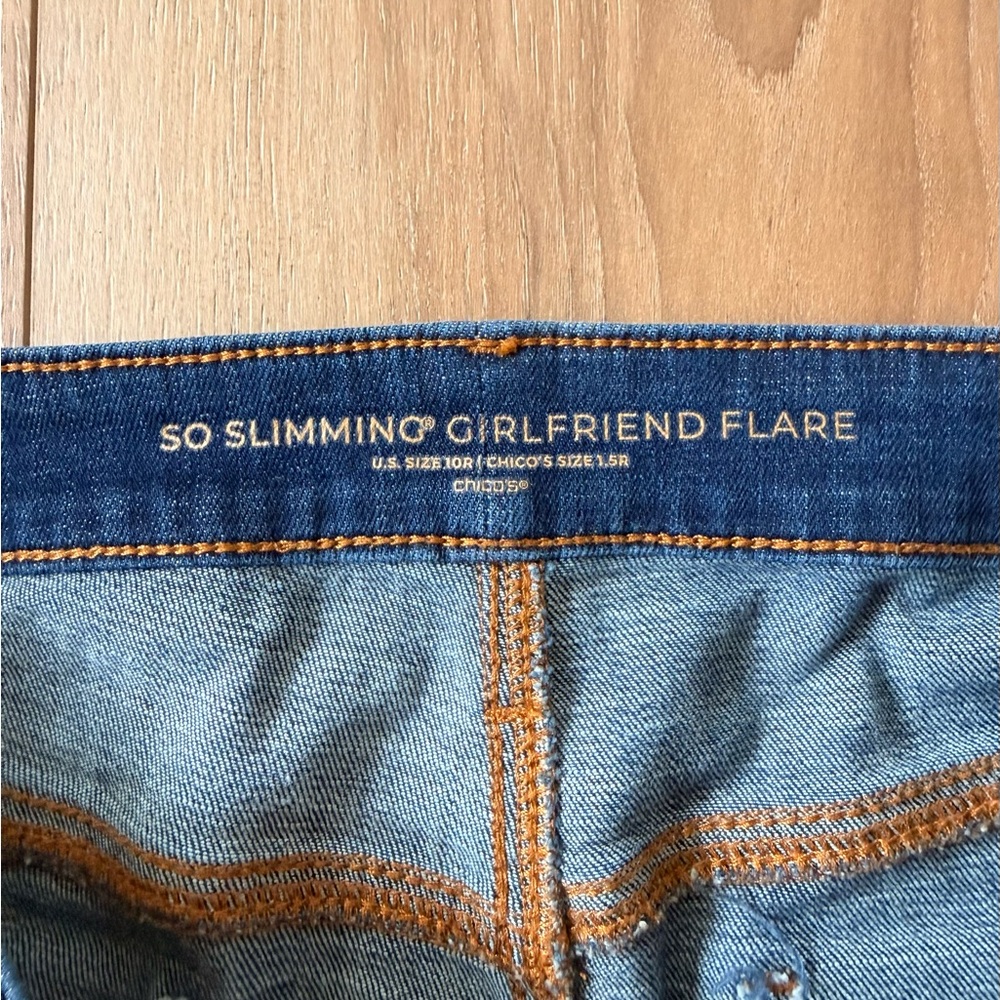 SO SLIMMING® GIRLFRIEND FLARE
U.S. SIZE 10R | CHICO'S SIZE 1.5R
chico's®